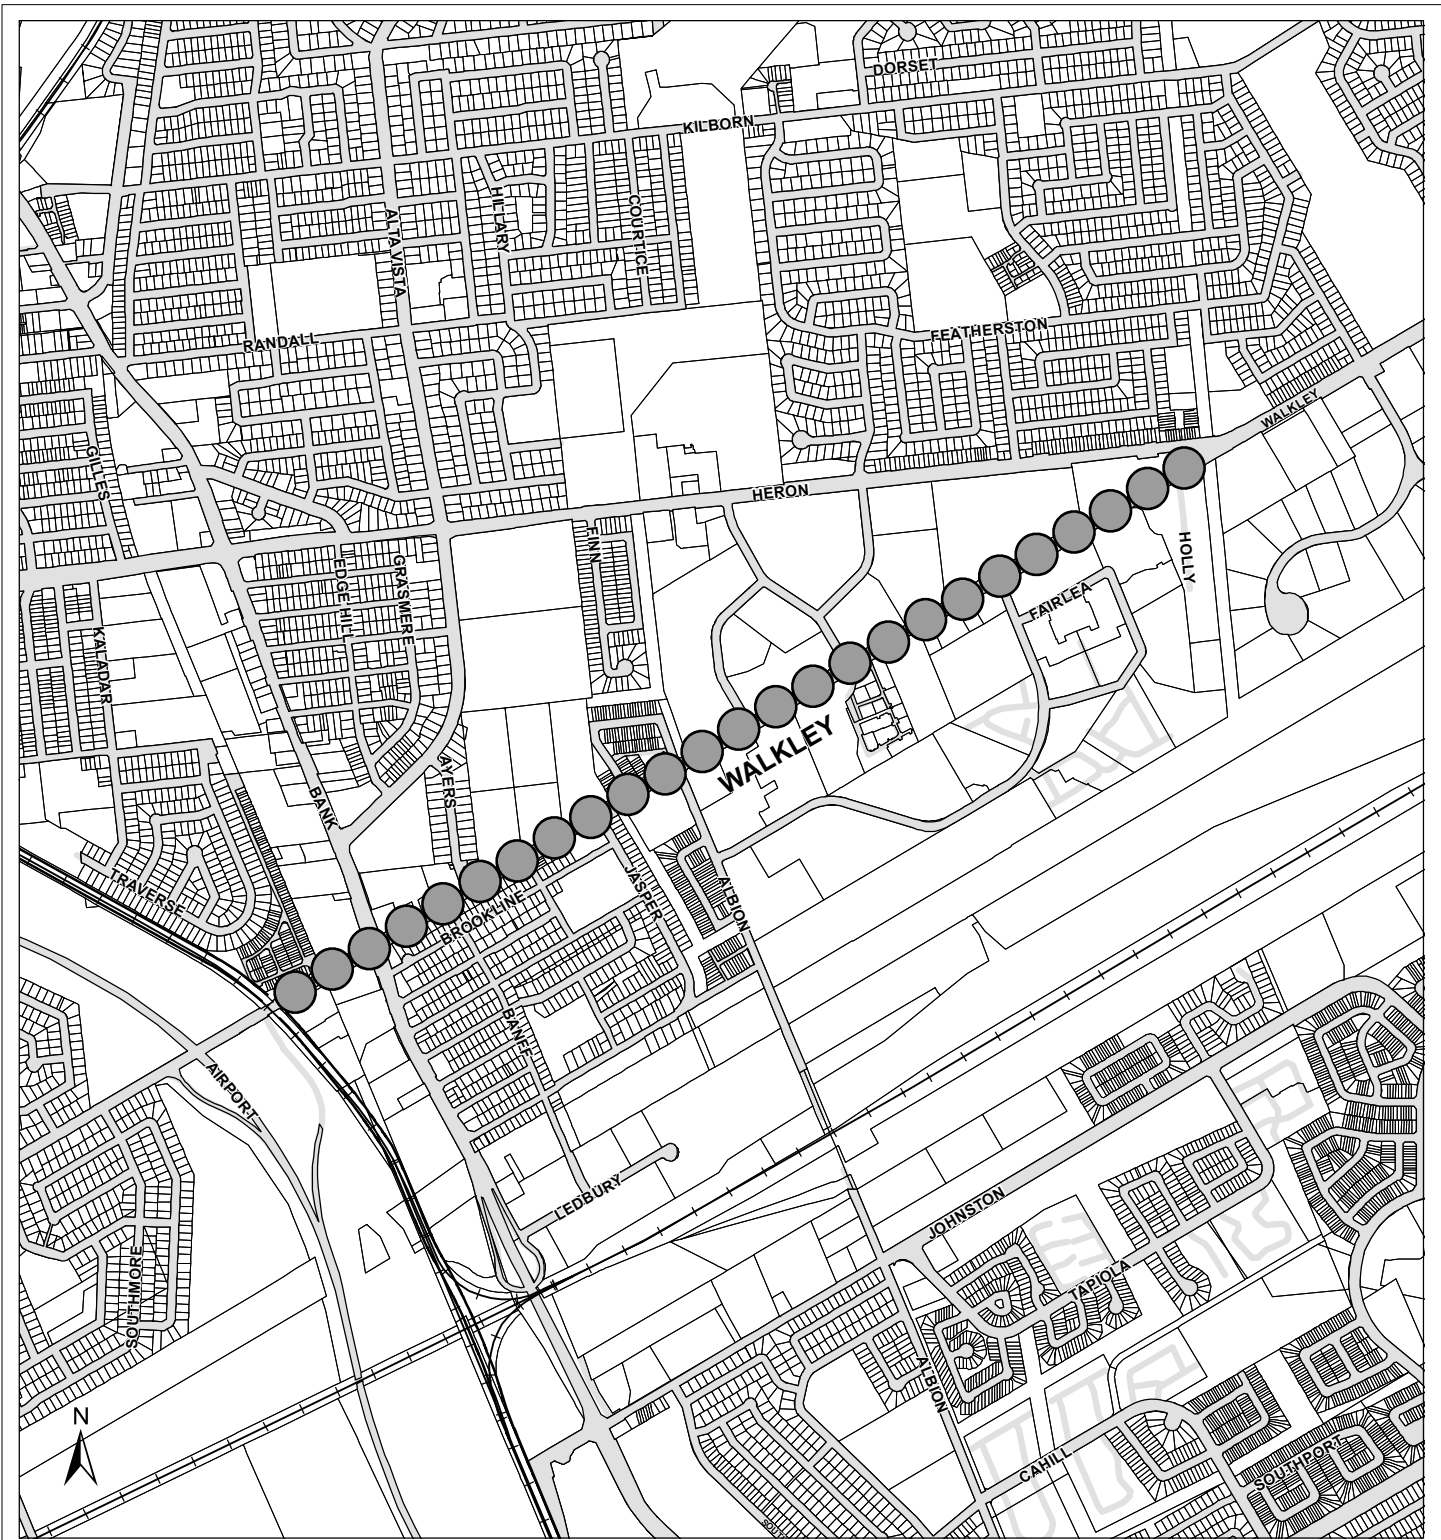 DORSET
KILBORN
HILLARY
COURTICE
ALTA VISTA
RANDALL
FEATHERSTON
WALKLEY
GILLES
HERON
FINN
HOLLY
EDGE HILL
GRASMERE
FAIRLEA
KALADAR
WALKLEY
AYERS
BANK
TRAVERSE
JASPER
ALBION
BROOKLINE
BANFF
AIRPORT
LEDBURY
JOHNSTON
SOUTHMORE
TAPIOLA
ALBION
N
CAHILL
SOUTHPORT